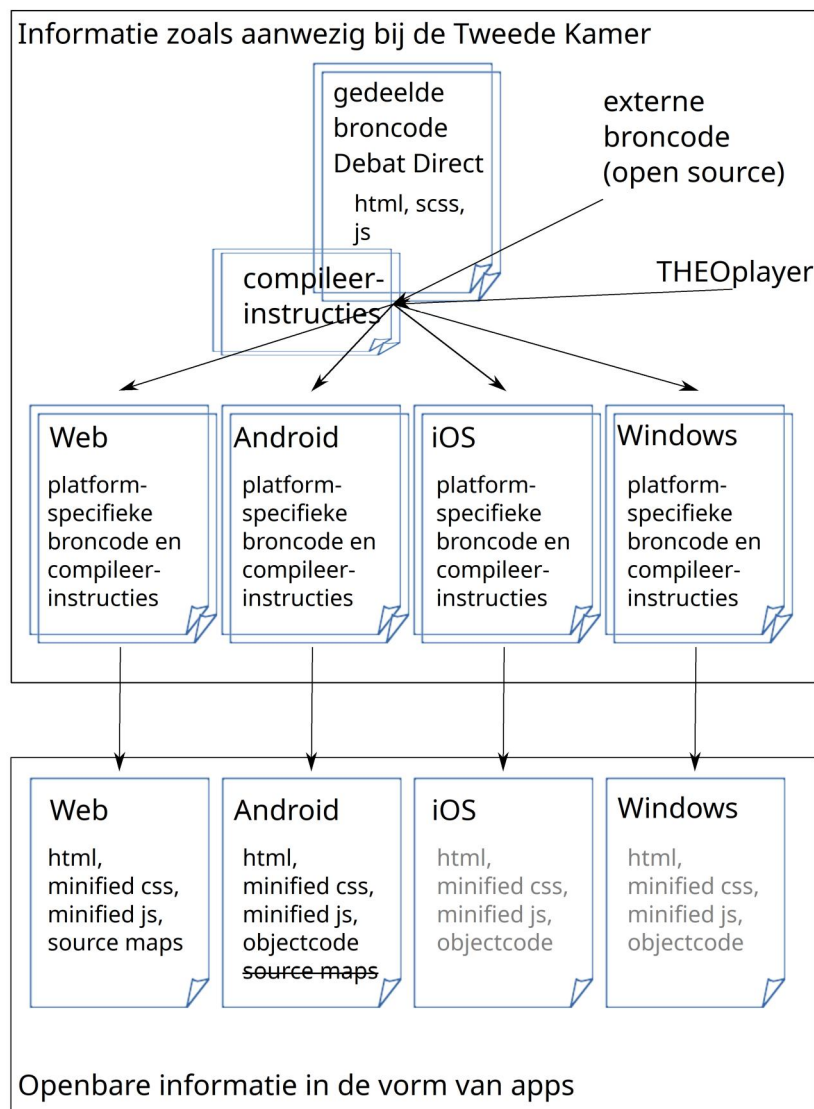 Informatie zoals aanwezig bij de Tweede Kamer
gedeelde
broncode
Debat Direct
html, scss,
js
externe
broncode
(open source)
compileer-
instructies
THEOplayer
Web
platform-
specifieke
broncode en
compileer-
instructies
Android
platform-
specifieke
broncode en
compileer-
instructies
iOS
platform-
specifieke
broncode en
compileer-
instructies
Windows
platform-
specifieke
broncode en
compileer-
instructies
Web
html,
minified css,
minified js,
source maps
Android
html,
minified css,
minified js,
objectcode
source maps
iOS
html,
minified css,
minified js,
objectcode
Windows
html,
minified css,
minified js,
objectcode
Openbare informatie in de vorm van apps